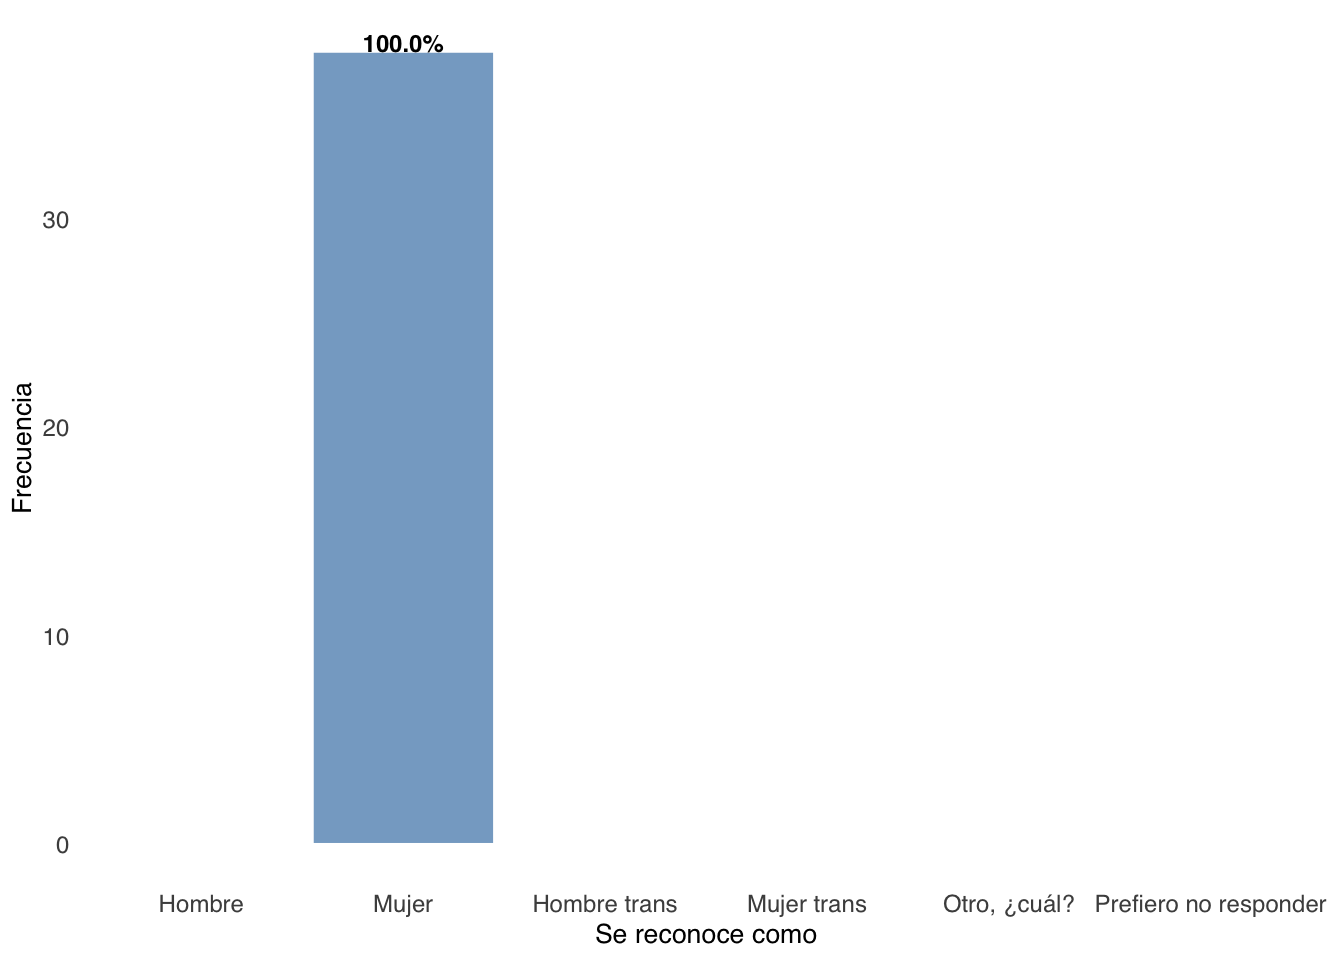 100.0%
30
20
10
0
Frecuencia
Hombre Mujer Hombre trans Mujer trans Otro, ¿cuál? Prefiero no responder
Se reconoce como